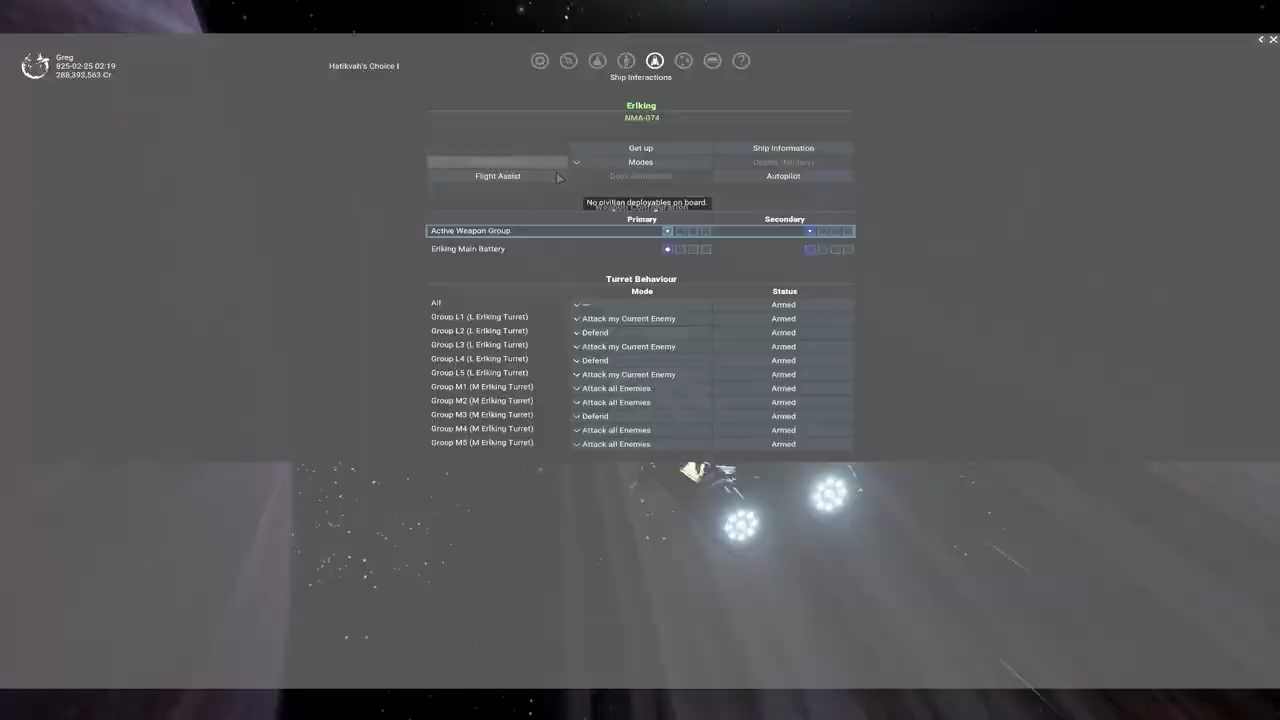 Greg
825-02-25 02:19
288,393,563 Cr
Hatikvah's Choice I
?
Ship Interactions
Erlking
NMA-074
Get up Ship Information
Modes Deploy (Military)
Flight Assist Autopilot
No civilian deployables on board.
Weapon Configuration
Primary Secondary
Active Weapon Group
Erlking Main Battery
Turret Behaviour
Mode Status
All — Armed
Group L1 (L Erlking Turret) Attack my Current Enemy Armed
Group L2 (L Erlking Turret) Defend Armed
Group L3 (L Erlking Turret) Attack my Current Enemy Armed
Group L4 (L Erlking Turret) Defend Armed
Group L5 (L Erlking Turret) Attack my Current Enemy Armed
Group M1 (M Erlking Turret) Attack all Enemies Armed
Group M2 (M Erlking Turret) Attack all Enemies Armed
Group M3 (M Erlking Turret) Defend Armed
Group M4 (M Erlking Turret) Attack all Enemies Armed
Group M5 (M Erlking Turret) Attack all Enemies Armed